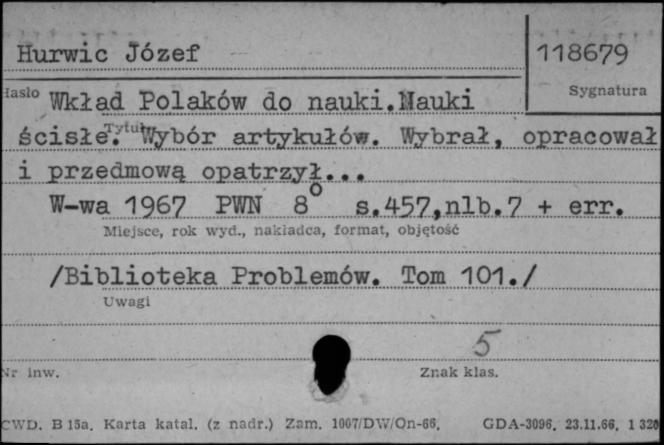 Hurwic Józef
118679
Hasło
Sygnatura
Wkład Polaków do nauki.Nauki
Tytuł
ścisłe. Wybór artykułów. Wybrał, opracował
i przedmową opatrzył...
W-wa 1967 PWN 8° s.457,nlb.7 + err.
Miejsce, rok wyd., nakładca, format, objętość
/Biblioteka Problemów. Tom 101./
Uwagi
5
Nr inw.
Znak klas.
CWD. B 15a. Karta katal. (z nadr.) Zam. 1007/DW/On-66. GDA-3096. 23.11.66. 1 320